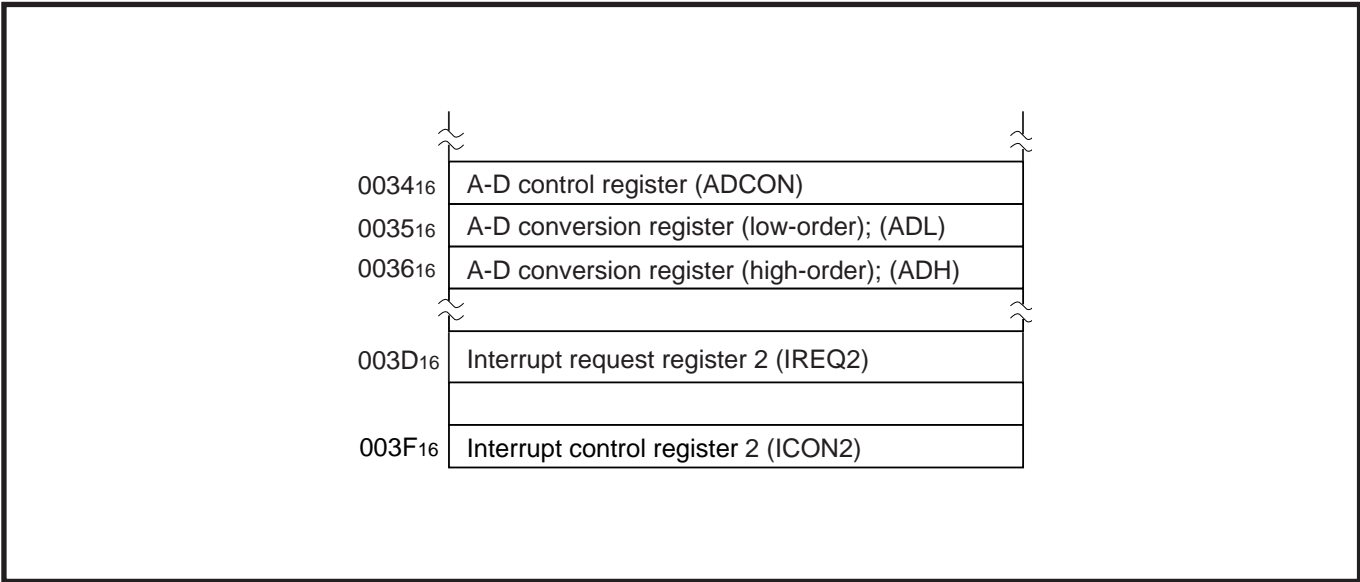 003416 A-D control register (ADCON)
003516 A-D conversion register (low-order); (ADL)
003616 A-D conversion register (high-order); (ADH)
003D16 Interrupt request register 2 (IREQ2)
003F16 Interrupt control register 2 (ICON2)